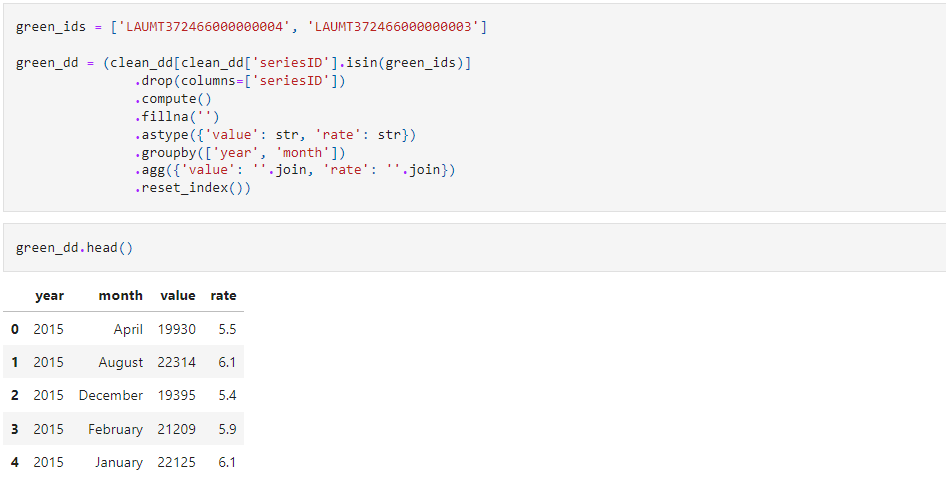 green_ids = ['LAUMT372466000000004', 'LAUMT372466000000003']
green_dd = (clean_dd[clean_dd['seriesID'].isin(green_ids)]
.drop(columns=['seriesID'])
.compute()
.fillna('')
.astype({'value': str, 'rate': str})
.groupby(['year', 'month'])
.agg({'value': ''.join, 'rate': ''.join})
.reset_index())
green_dd.head()
year month value rate
0 2015 April 19930 5.5
1 2015 August 22314 6.1
2 2015 December 19395 5.4
3 2015 February 21209 5.9
4 2015 January 22125 6.1